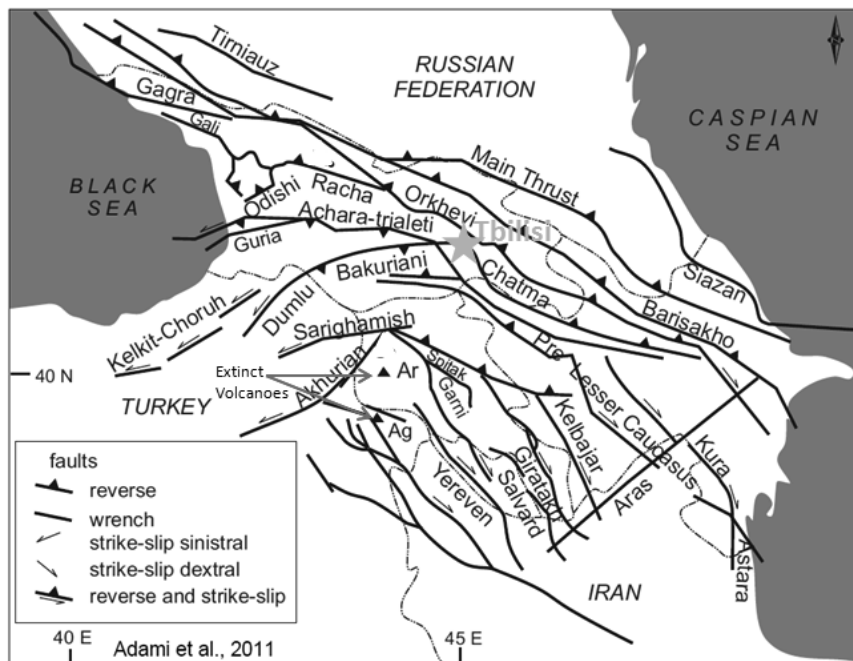 Tirniauz
RUSSIAN
FEDERATION
CASPIAN
SEA
Gagra
Gali
Main Thrust
BLACK
SEA
Odishi
Racha
Orkhevi
Tbilisi
Achara-trialeti
Guria
Bakuriani
Chatma
Siazan
Dumlu
Barisakho
Kelkit-Choruh
Sarighamish
Pre-Lesser Caucasus
40 N
Extinct
Volcanoes
Akhurian
Ar
Spitak
Garni
TURKEY
Ag
Kelbajar
Kura
Yereven
Giratakh
Salvard
Aras
Astara
IRAN
faults
reverse
wrench
strike-slip sinistral
strike-slip dextral
reverse and strike-slip
40 E
Adami et al., 2011
45 E